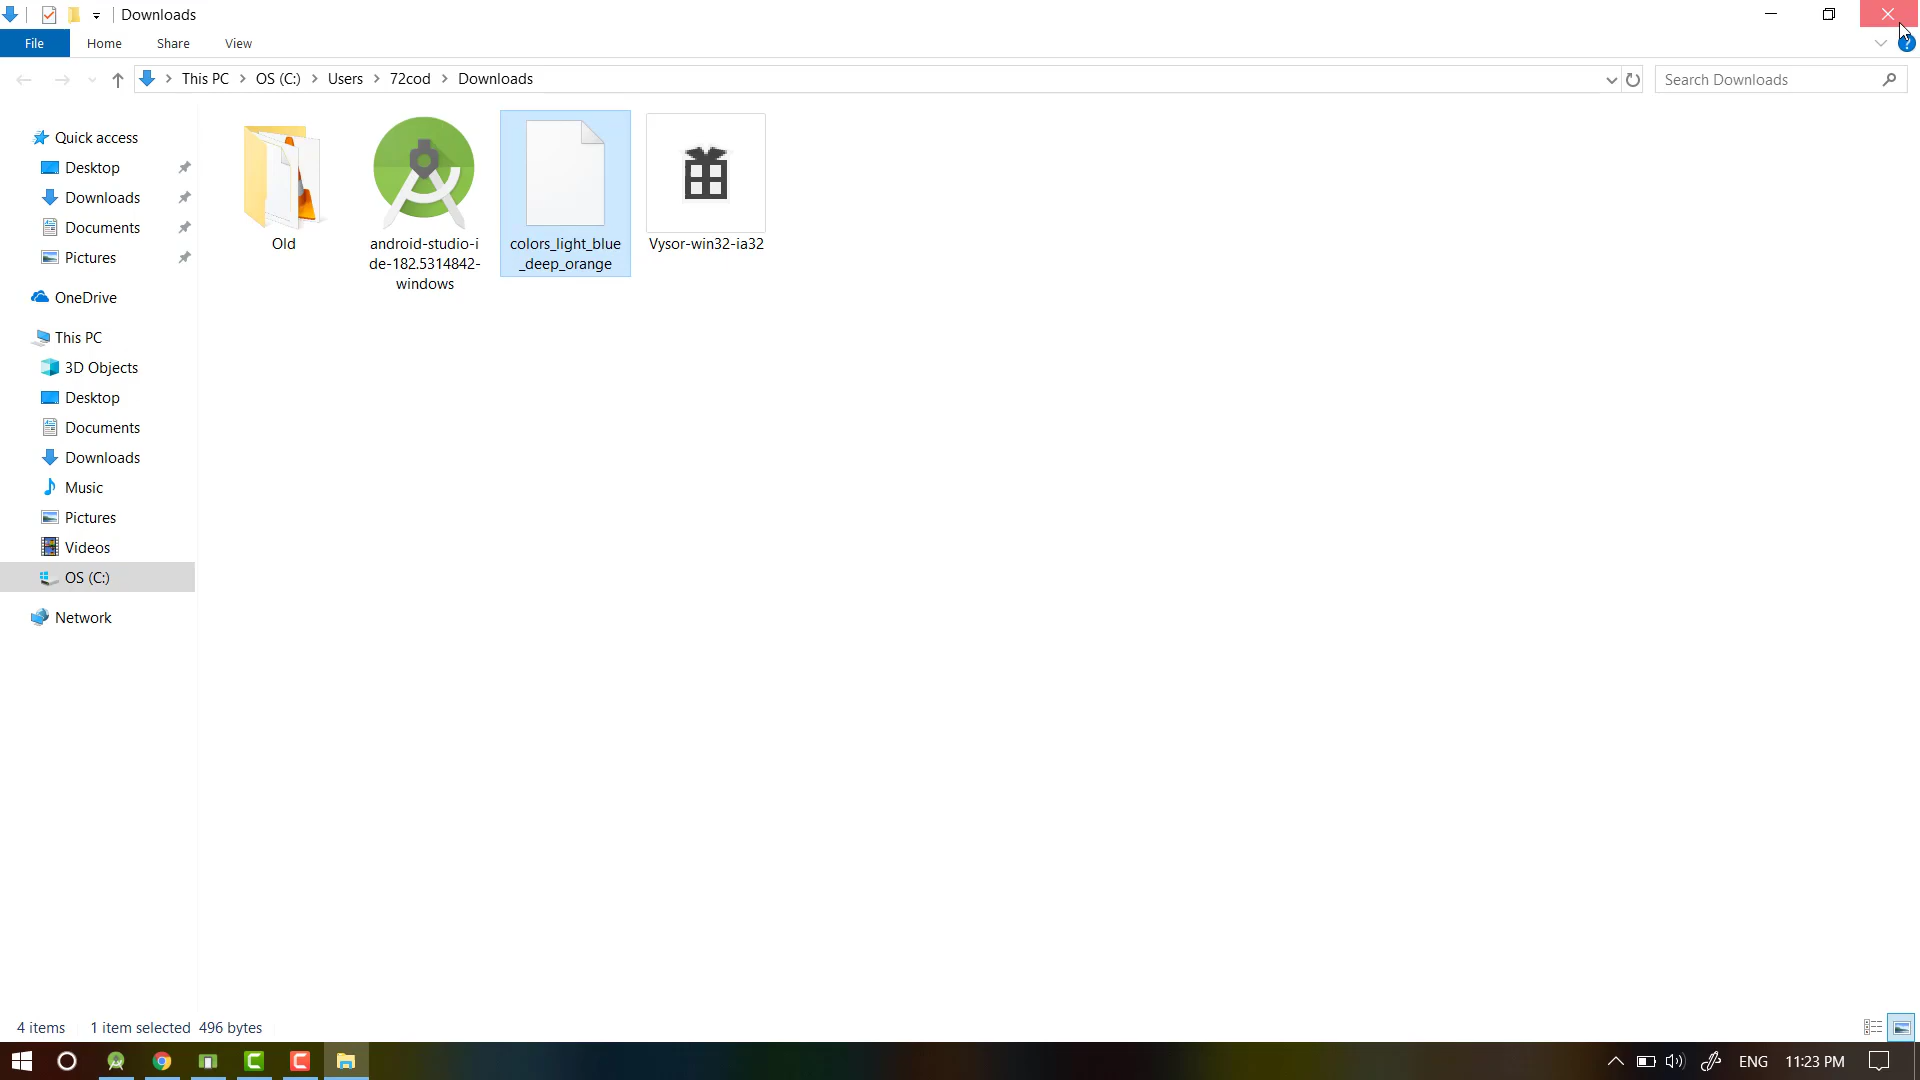 Downloads
File Home Share View
This PC OS (C:) Users 72cod Downloads
Search Downloads
Quick access
Desktop
Downloads
Documents
Pictures
OneDrive
This PC
3D Objects
Desktop
Documents
Downloads
Music
Pictures
Videos
OS (C:)
Network
Old
android-studio-i
de-182.5314842-
windows
colors_light_blue
_deep_orange
Vysor-win32-ia32
4 items 1 item selected 496 bytes
ENG 11:23 PM